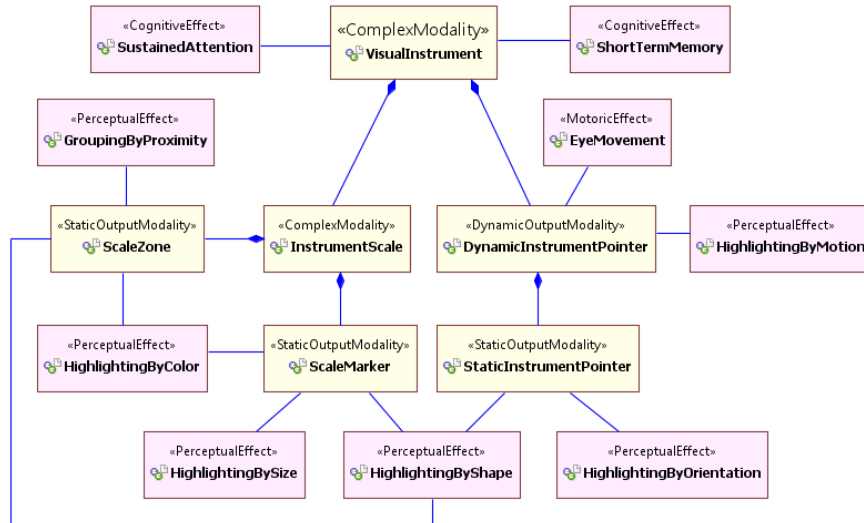 «CognitiveEffect»
SustainedAttention
«ComplexModality»
VisualInstrument
«CognitiveEffect»
ShortTermMemory
«PerceptualEffect»
GroupingByProximity
«MotoricEffect»
EyeMovement
«StaticOutputModality»
ScaleZone
«ComplexModality»
InstrumentScale
«DynamicOutputModality»
DynamicInstrumentPointer
«PerceptualEffect»
HighlightingByMotion
«PerceptualEffect»
HighlightingByColor
«StaticOutputModality»
ScaleMarker
«StaticOutputModality»
StaticInstrumentPointer
«PerceptualEffect»
HighlightingBySize
«PerceptualEffect»
HighlightingByShape
«PerceptualEffect»
HighlightingByOrientation